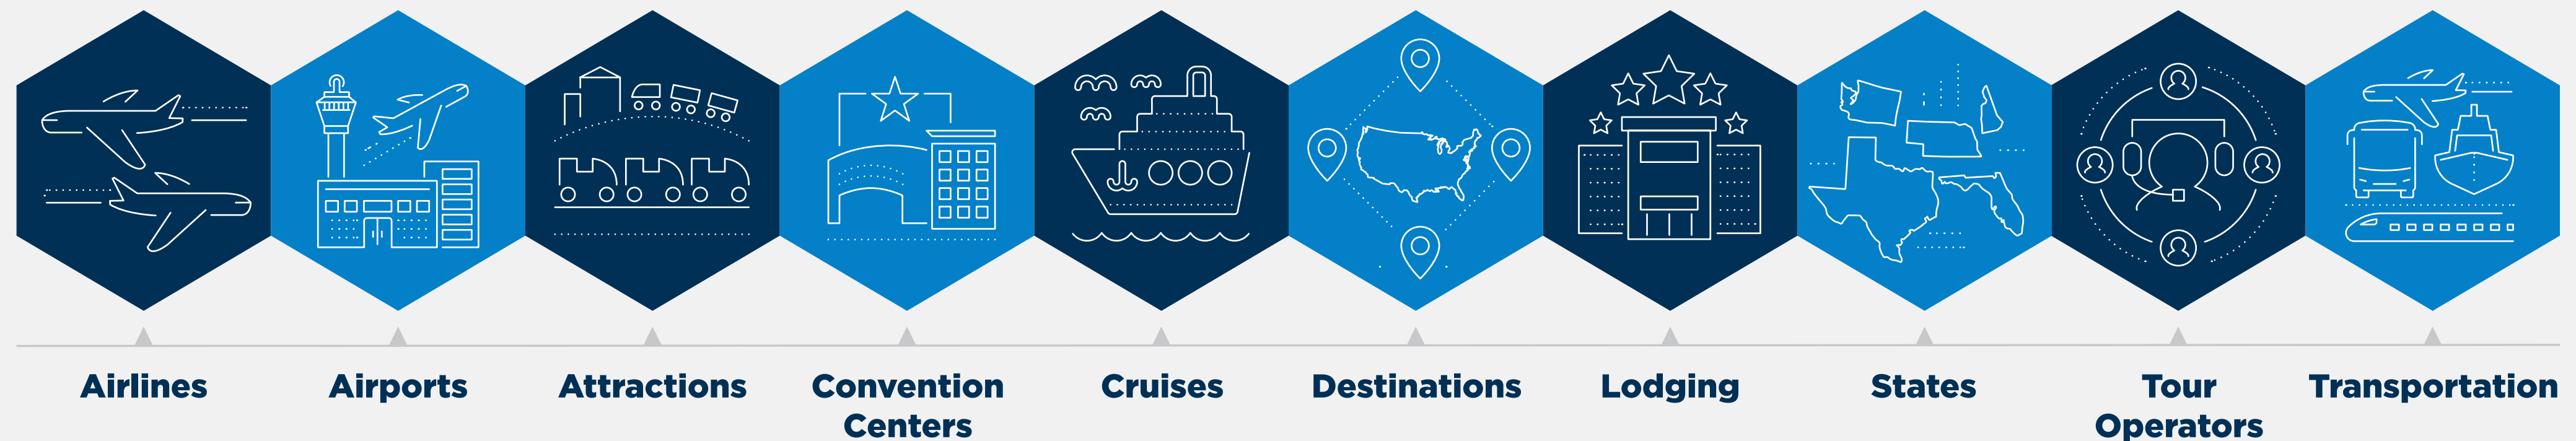 Airlines
Airports
Attractions
Convention
Centers
Cruises
Destinations
Lodging
States
Tour
Operators
Transportation